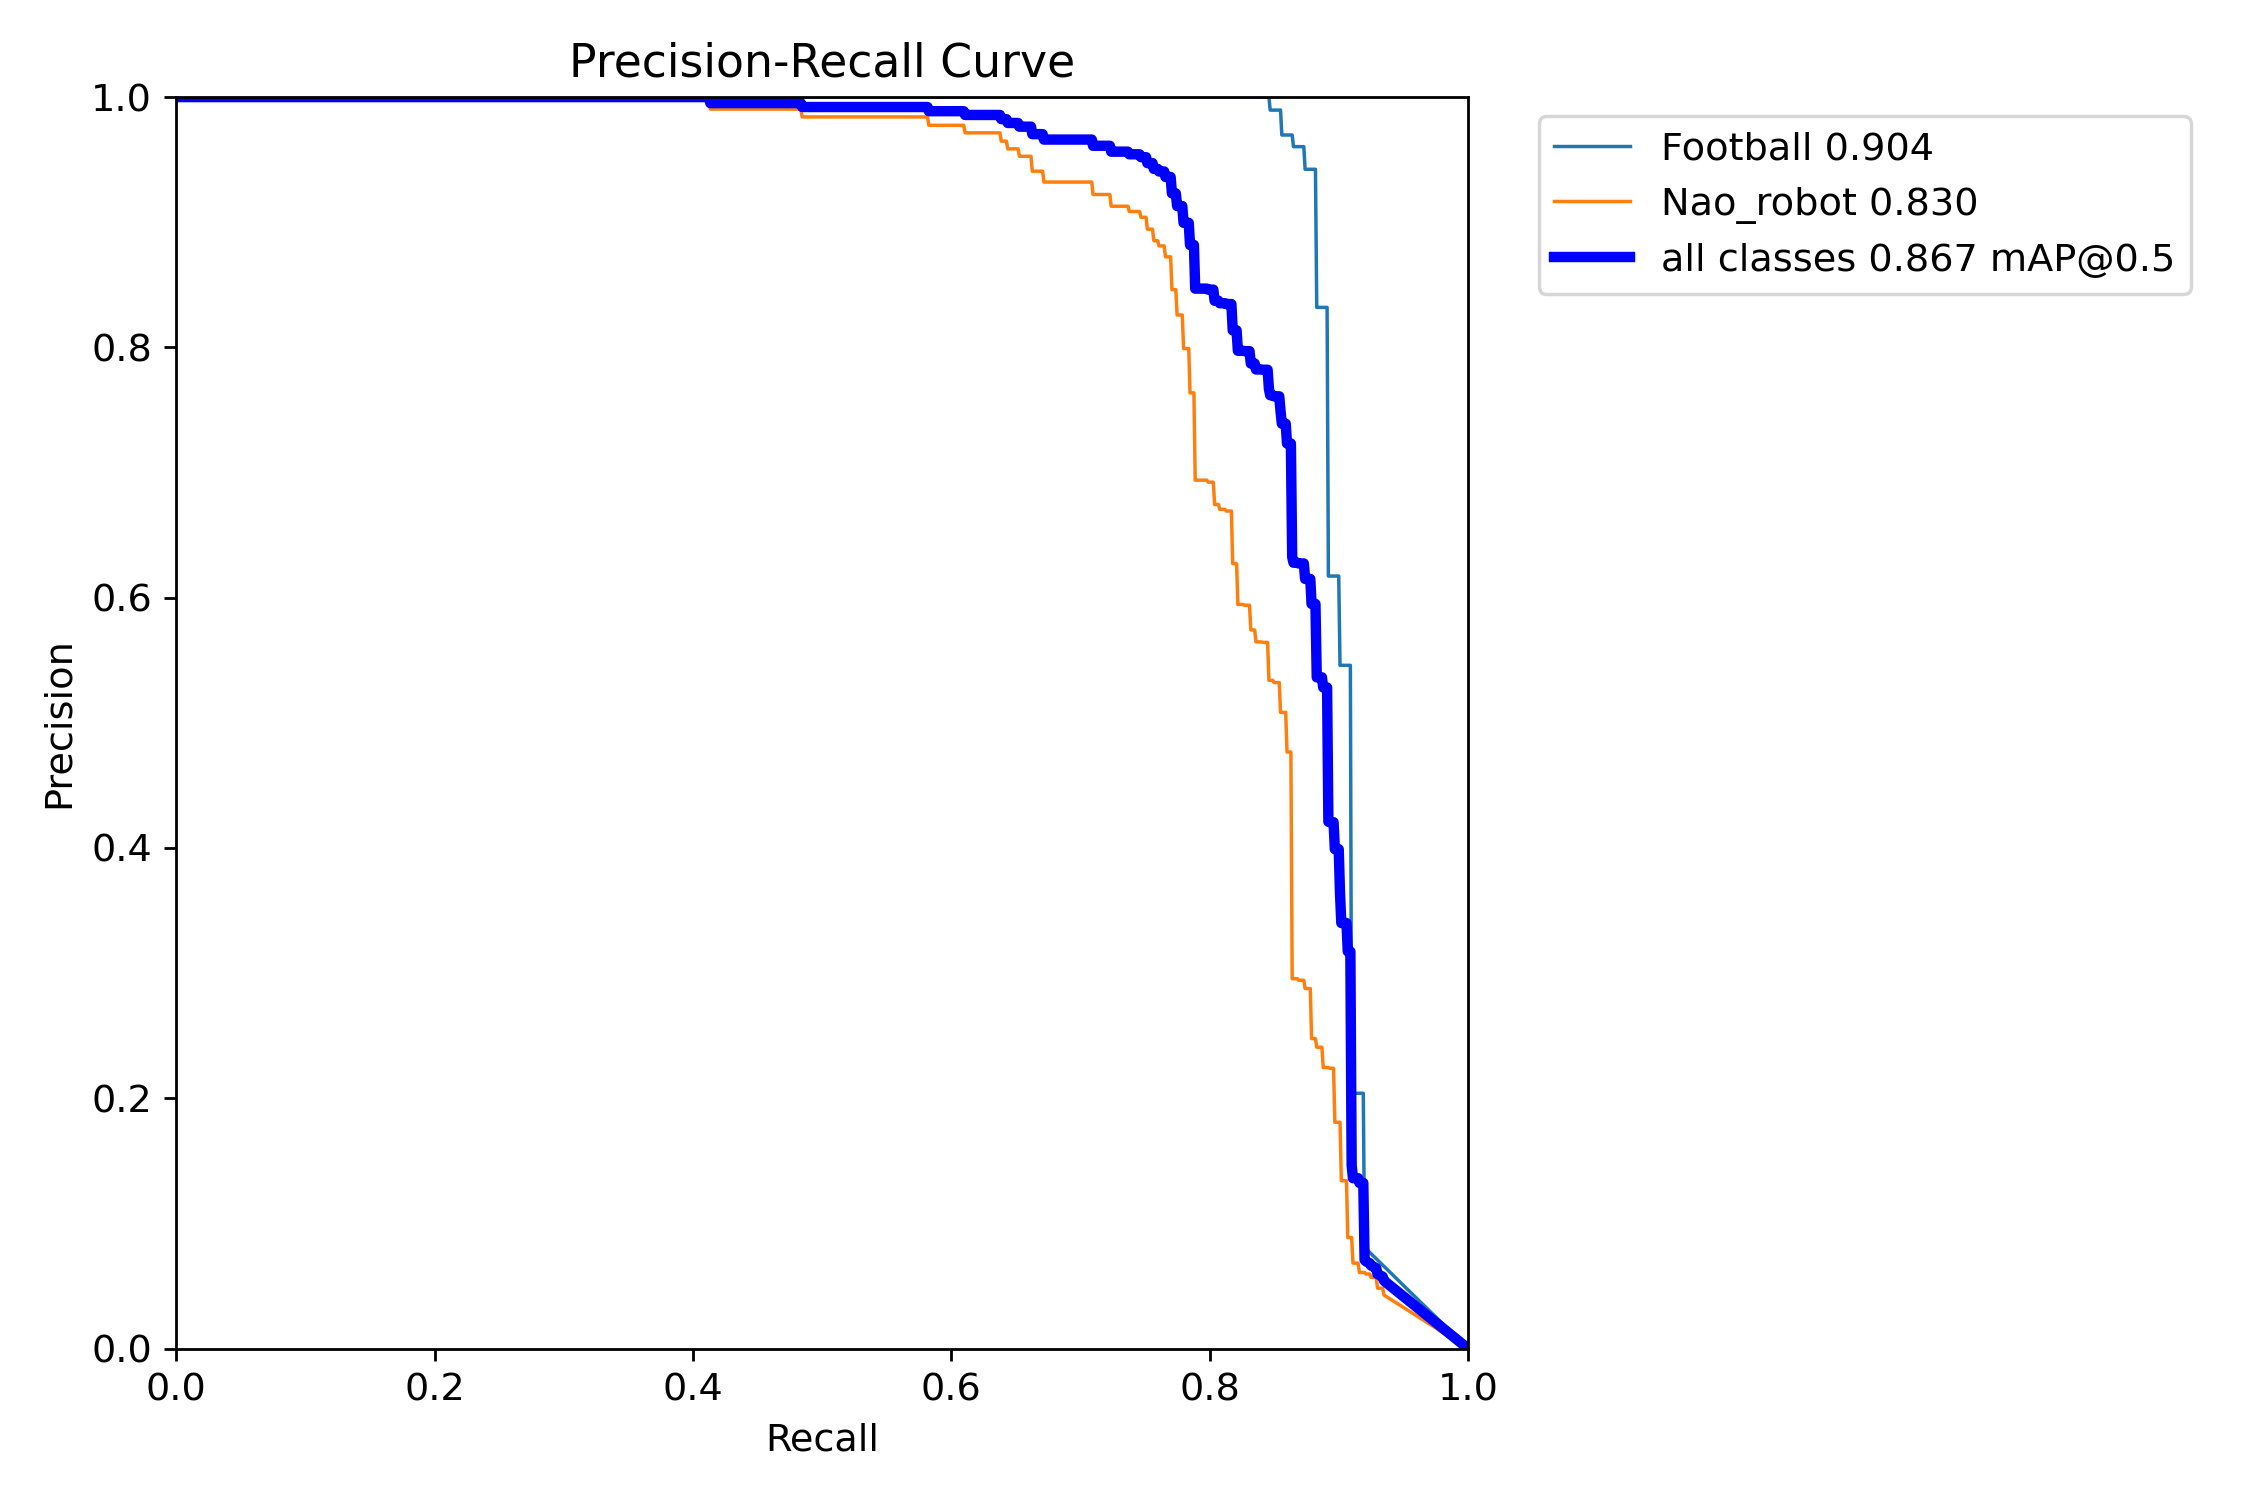 Precision-Recall Curve
1.0
0.8
0.6
0.4
0.2
0.0
Precision
0.0 0.2 0.4 0.6 0.8 1.0
Recall
Football 0.904
Nao_robot 0.830
all classes 0.867 mAP@0.5